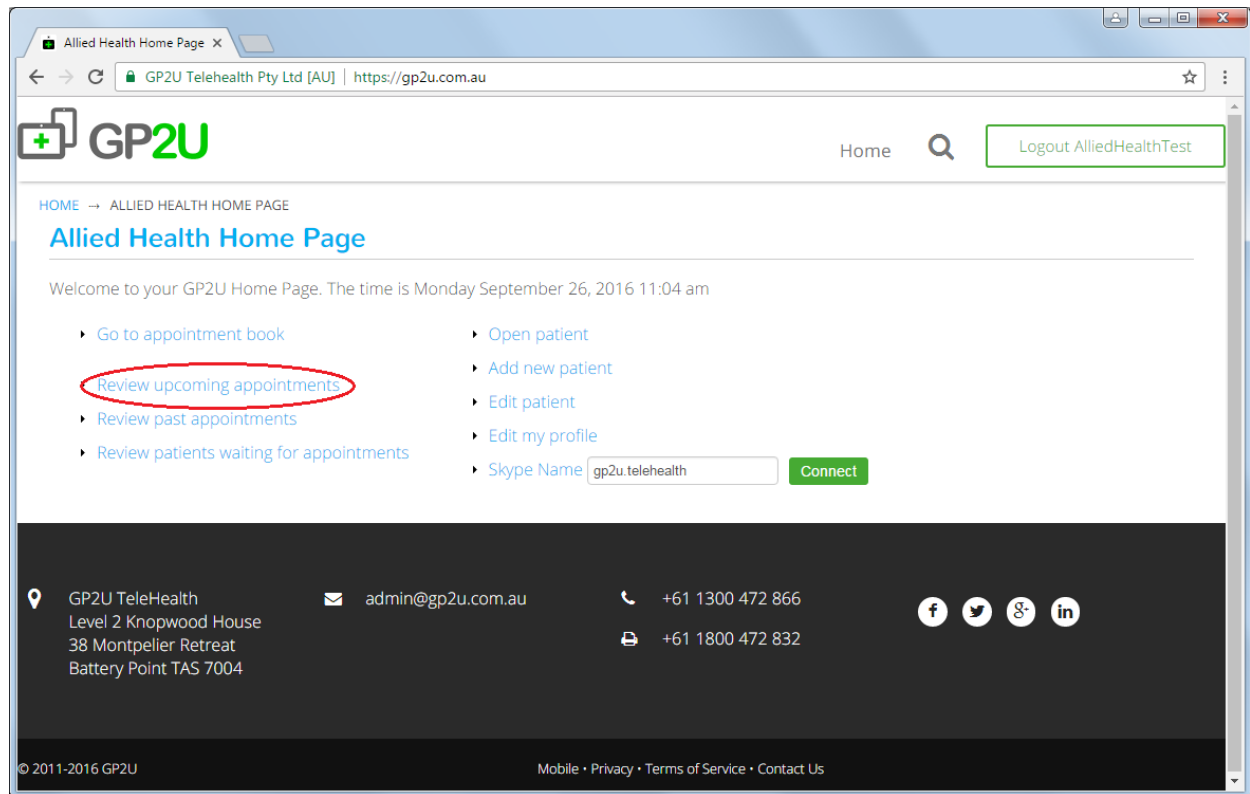 Allied Health Home Page
GP2U Telehealth Pty Ltd [AU] | https://gp2u.com.au
GP2U
Home
Logout AlliedHealthTest
HOME → ALLIED HEALTH HOME PAGE
Allied Health Home Page
Welcome to your GP2U Home Page. The time is Monday September 26, 2016 11:04 am
Go to appointment book
Review upcoming appointments
Review past appointments
Review patients waiting for appointments
Open patient
Add new patient
Edit patient
Edit my profile
Skype Name gp2u.telehealth Connect
GP2U TeleHealth
Level 2 Knopwood House
38 Montpelier Retreat
Battery Point TAS 7004
admin@gp2u.com.au
+61 1300 472 866
+61 1800 472 832
f g+ in
© 2011-2016 GP2U
Mobile • Privacy • Terms of Service • Contact Us